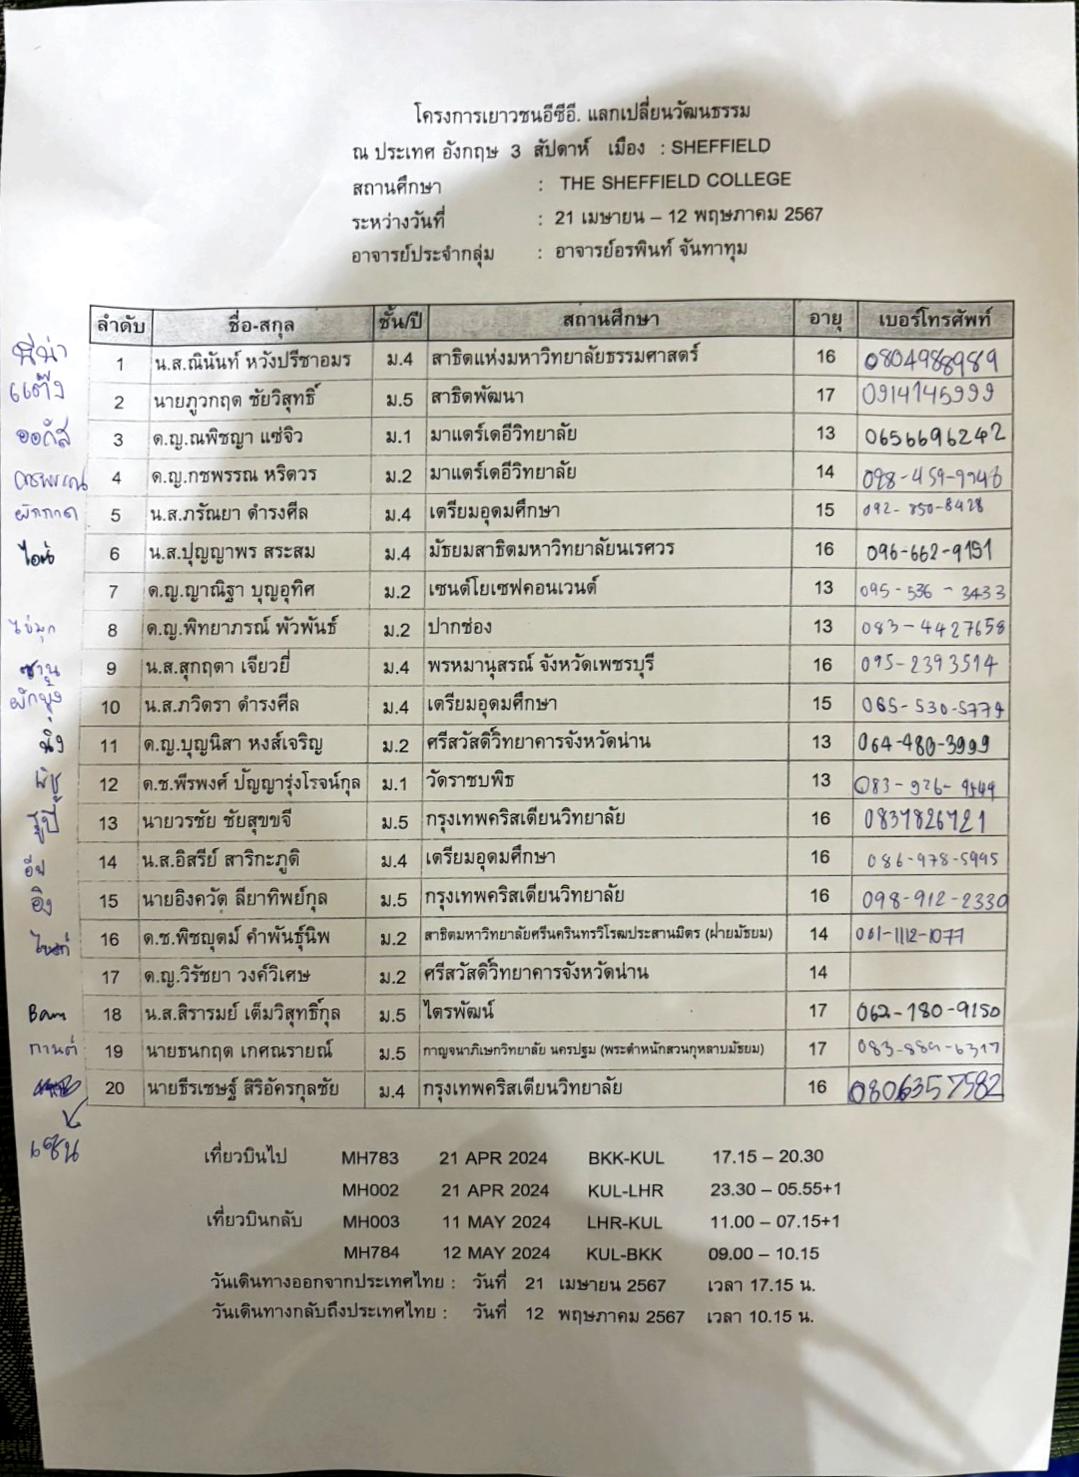 โครงการเยาวชนอีซีอี. แลกเปลี่ยนวัฒนธรรม
ณ ประเทศ อังกฤษ 3 สัปดาห์ เมือง : SHEFFIELD
สถานศึกษา : THE SHEFFIELD COLLEGE
ระหว่างวันที่ : 21 เมษายน – 12 พฤษภาคม 2567
อาจารย์ประจำกลุ่ม : อาจารย์อรพินท์ จันทาทุม
ลำดับ ชื่อ-สกุล ชั้น/ปี สถานศึกษา อายุ เบอร์โทรศัพท์
พีน่า 1 น.ส.ณินันท์ หวังปรีชาอมร ม.4 สาธิตแห่งมหาวิทยาลัยธรรมศาสตร์ 16 0804988989
แต๊ง 2 นายภูวกฤต ชัยวิสุทธิ์ ม.5 สาธิตพัฒนา 17 0914145999
ออกัส 3 ด.ญ.ณพิชญา แซ่จิว ม.1 มาแตร์เดอีวิทยาลัย 13 0656696242
กชพรรณ 4 ด.ญ.กชพรรณ หริตวร ม.2 มาแตร์เดอีวิทยาลัย 14
ผักกาด 5 น.ส.ภรัณยา ดำรงศีล ม.4 เตรียมอุดมศึกษา 15 092-850-8428
ไอน์ 6 น.ส.ปุญญาพร สระสม ม.4 มัธยมสาธิตมหาวิทยาลัยนเรศวร 16 096-662-9151
7 ด.ญ.ญาณิฐา บุญอุทิศ ม.2 เซนต์โยเซฟคอนเวนต์ 13 095-536-3433
ไข่มุก 8 ด.ญ.พิทยาภรณ์ พัวพันธ์ ม.2 ปากช่อง 13 083-4427658
ซานู 9 น.ส.สุกฤตา เจียวยี่ ม.4 พรหมานุสรณ์ จังหวัดเพชรบุรี 16 095-2393514
ผักบุ้ง 10 น.ส.ภวิตรา ดำรงศีล ม.4 เตรียมอุดมศึกษา 15 085-530-5774
นิ้ง 11 ด.ญ.บุญนิสา หงส์เจริญ ม.2 ศรีสวัสดิ์วิทยาคารจังหวัดน่าน 13 064-480-3999
พีช 12 ด.ช.พีรพงศ์ ปัญญารุ่งโรจน์กุล ม.1 วัดราชบพิธ 13
กูปี้ 13 นายวรชัย ชัยสุขขจี ม.5 กรุงเทพคริสเตียนวิทยาลัย 16 0837826721
14 น.ส.อิสรีย์ สาริกะภูติ ม.4 เตรียมอุดมศึกษา 16 086-978-5995
อิง 15 นายอิงควัต ลียาทิพย์กุล ม.5 กรุงเทพคริสเตียนวิทยาลัย 16 098-912-2330
16 ด.ช.พิชญุตม์ คำพันธุ์นิพ ม.2 สาธิตมหาวิทยาลัยศรีนครินทรวิโรฒประสานมิตร (ฝ่ายมัธยม) 14 061-1112-1077
17 ด.ญ.วิรัชยา วงค์วิเศษ ม.2 ศรีสวัสดิ์วิทยาคารจังหวัดน่าน 14
Bam 18 น.ส.สิรารมย์ เต็มวิสุทธิ์กุล ม.5 ไตรพัฒน์ 17 062-180-9150
กานต์ 19 นายธนกฤต เกศณรายณ์ ม.5 กาญจนาภิเษกวิทยาลัย นครปฐม (พระตำหนักสวนกุหลาบมัธยม) 17 083-889-6317
20 นายธีรเชษฐ์ สิริอัครกุลชัย ม.4 กรุงเทพคริสเตียนวิทยาลัย 16 0806357582
เซน
เที่ยวบินไป MH783 21 APR 2024 BKK-KUL 17.15 – 20.30
MH002 21 APR 2024 KUL-LHR 23.30 – 05.55+1
เที่ยวบินกลับ MH003 11 MAY 2024 LHR-KUL 11.00 – 07.15+1
MH784 12 MAY 2024 KUL-BKK 09.00 – 10.15
วันเดินทางออกจากประเทศไทย : วันที่ 21 เมษายน 2567 เวลา 17.15 น.
วันเดินทางกลับถึงประเทศไทย : วันที่ 12 พฤษภาคม 2567 เวลา 10.15 น.